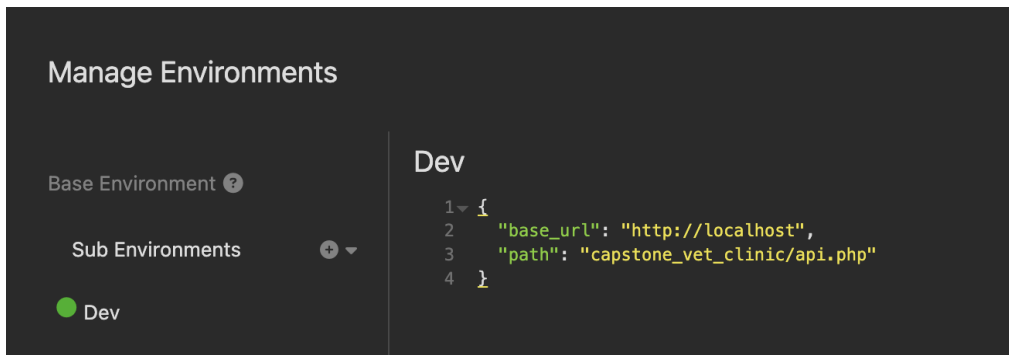 Manage Environments
Base Environment ?
Sub Environments
Dev
Dev
1 {
2 "base_url": "http://localhost",
3 "path": "capstone_vet_clinic/api.php"
4 }